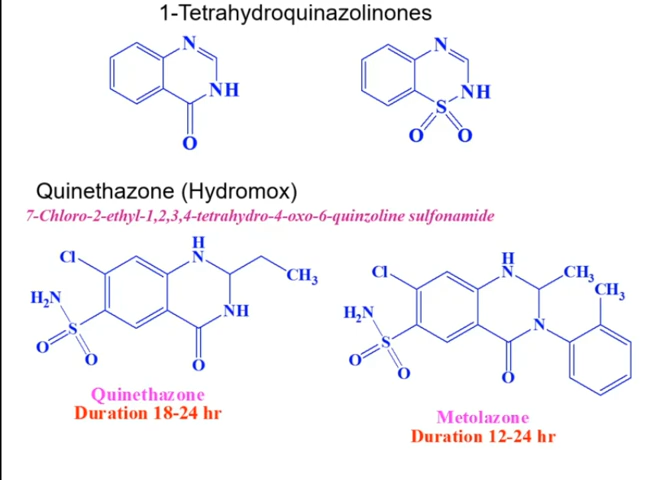 1-Tetrahydroquinazolinones
N
NH
O
N
NH
S
O O
Quinethazone (Hydromox)
7-Chloro-2-ethyl-1,2,3,4-tetrahydro-4-oxo-6-quinzoline sulfonamide
Cl
H
N
CH3
H2N
NH
S
O
O
O
Quinethazone
Duration 18-24 hr
Cl
H
N
CH3
CH3
H2N
N
S
O
O
O
Metolazone
Duration 12-24 hr